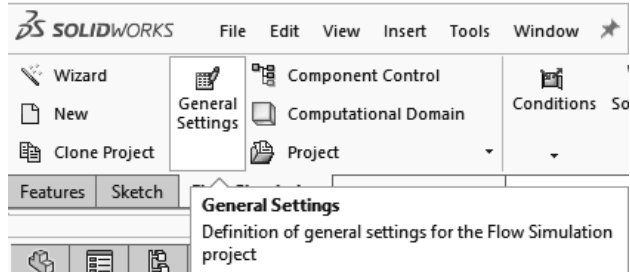 SOLIDWORKS File Edit View Insert Tools Window
Wizard
New
Clone Project
General
Settings
Component Control
Computational Domain
Project
Conditions
So
Features Sketch
General Settings
Definition of general settings for the Flow Simulation
project